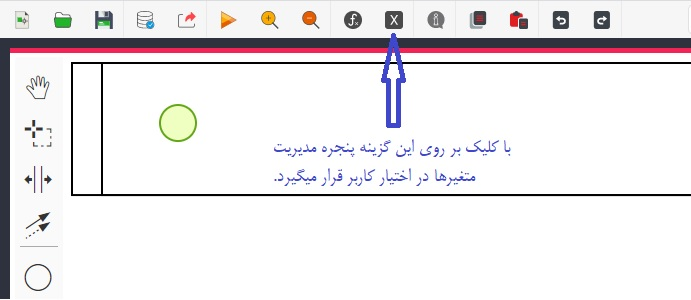 X
با کلیک بر روی این گزینه پنجره مدیریت
متغیرها در اختیار کاربر قرار میگیرد.